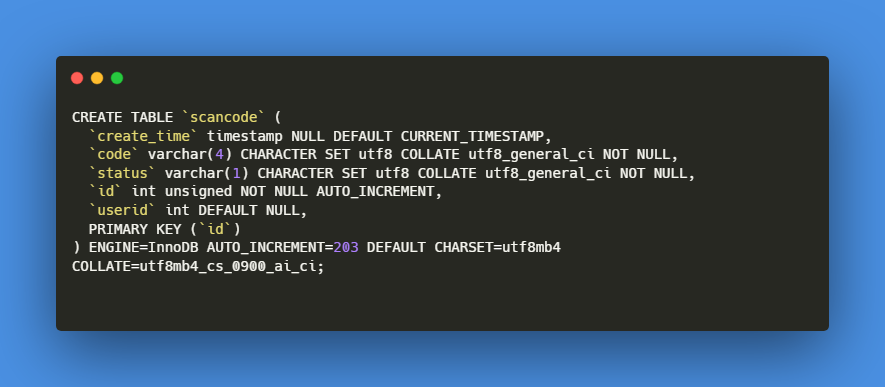 CREATE TABLE `scancode` (
  `create_time` timestamp NULL DEFAULT CURRENT_TIMESTAMP,
  `code` varchar(4) CHARACTER SET utf8 COLLATE utf8_general_ci NOT NULL,
  `status` varchar(1) CHARACTER SET utf8 COLLATE utf8_general_ci NOT NULL,
  `id` int unsigned NOT NULL AUTO_INCREMENT,
  `userid` int DEFAULT NULL,
  PRIMARY KEY (`id`)
) ENGINE=InnoDB AUTO_INCREMENT=203 DEFAULT CHARSET=utf8mb4
COLLATE=utf8mb4_cs_0900_ai_ci;